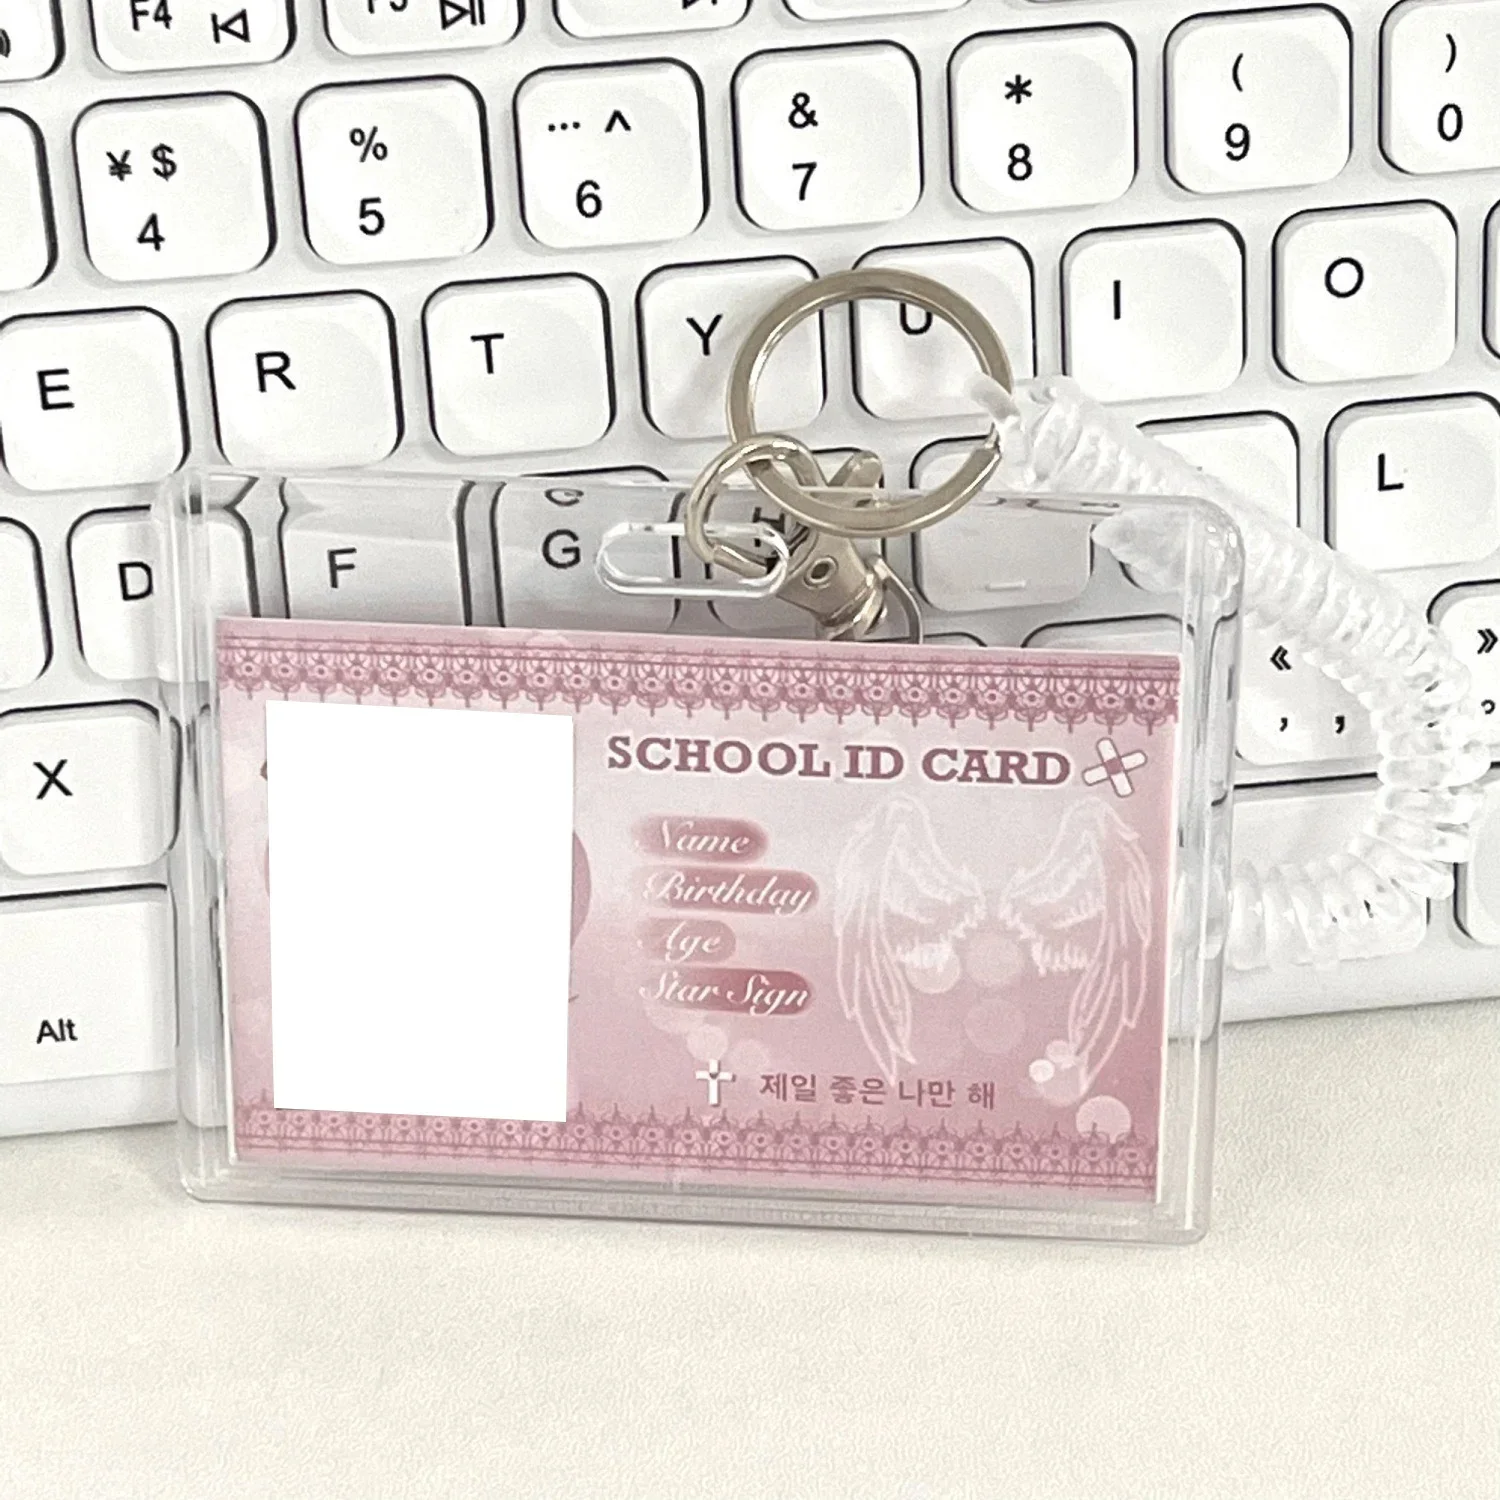 F4
¥ $
4
%
5
... ^
6
&
7
*
8
(
9
)
0
E
R
T
Y
U
I
O
D
F
G
H
L
X
«
, ,
»
Alt
SCHOOL ID CARD
Name
Birthday
Age
Star Sign
제일 좋은 나만 해